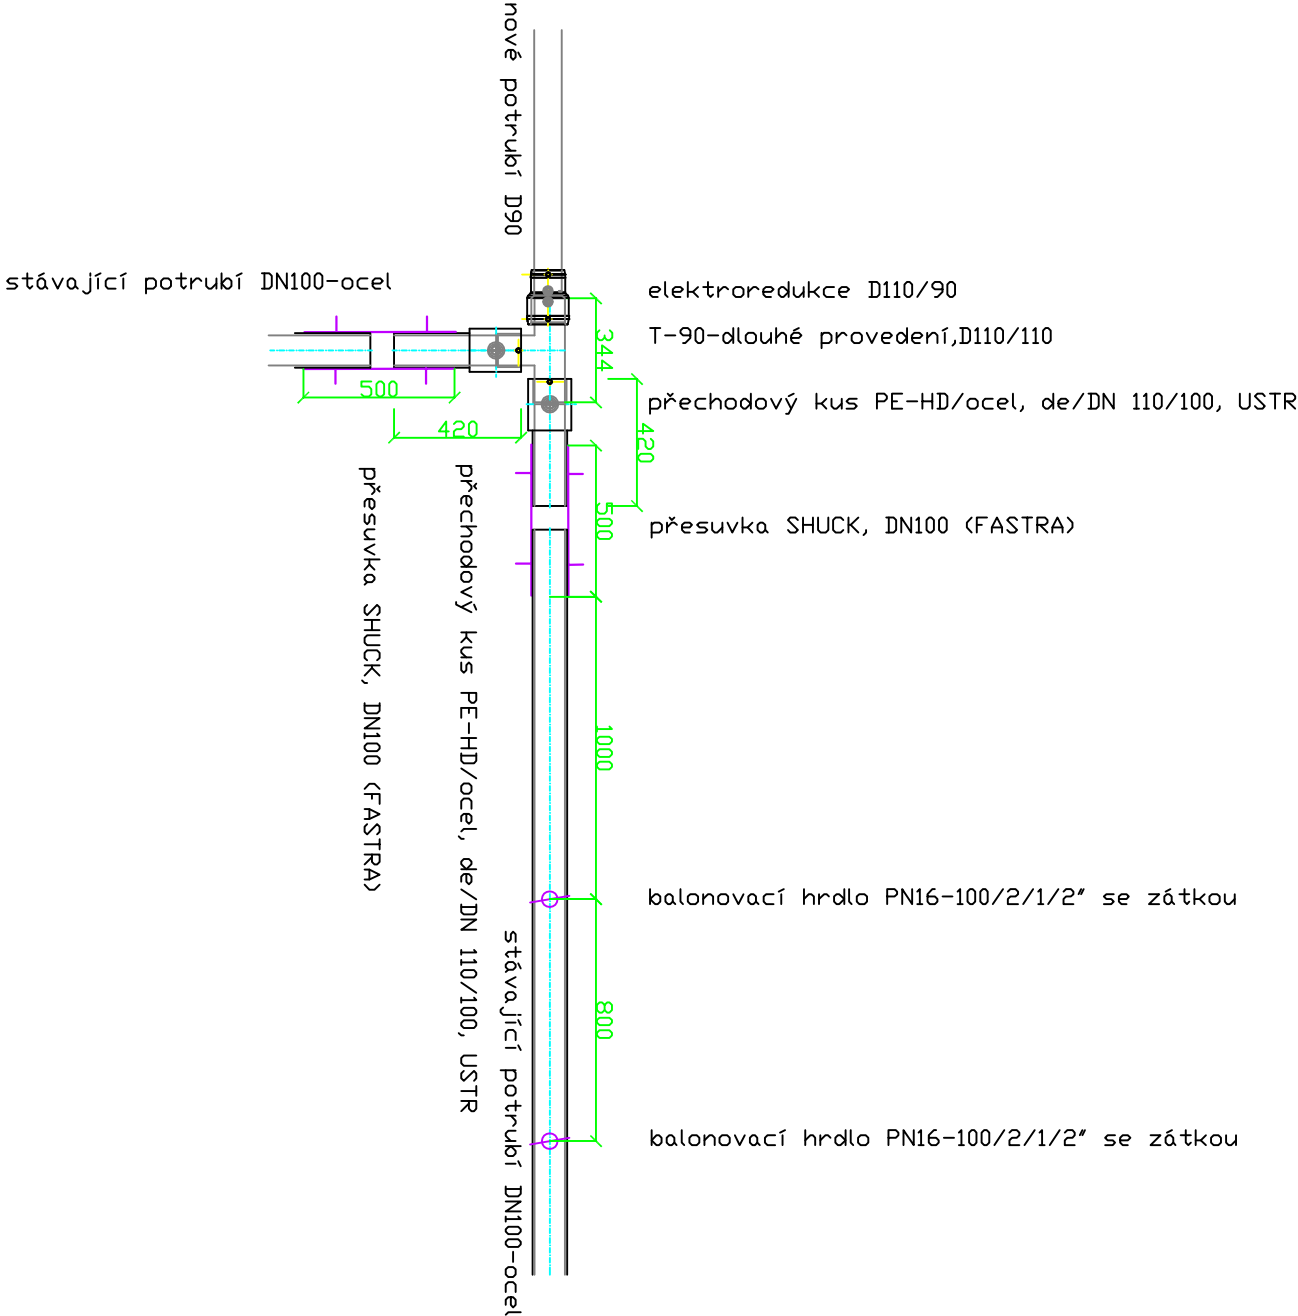 nové potrubí D90
stávající potrubí DN100-ocel
elektroredukce D110/90
T-90-dlouhé provedení,D110/110
344
500
přechodový kus PE-HD/ocel, de/DN 110/100, USTR
420
420
500
přesuvka SHUCK, DN100 (FASTRA)
přesuvka SHUCK, DN100 (FASTRA)
přechodový kus PE-HD/ocel, de/DN 110/100, USTR
1000
balonovací hrdlo PN16-100/2/1/2" se zátkou
stávající potrubí DN100-ocel
800
balonovací hrdlo PN16-100/2/1/2" se zátkou